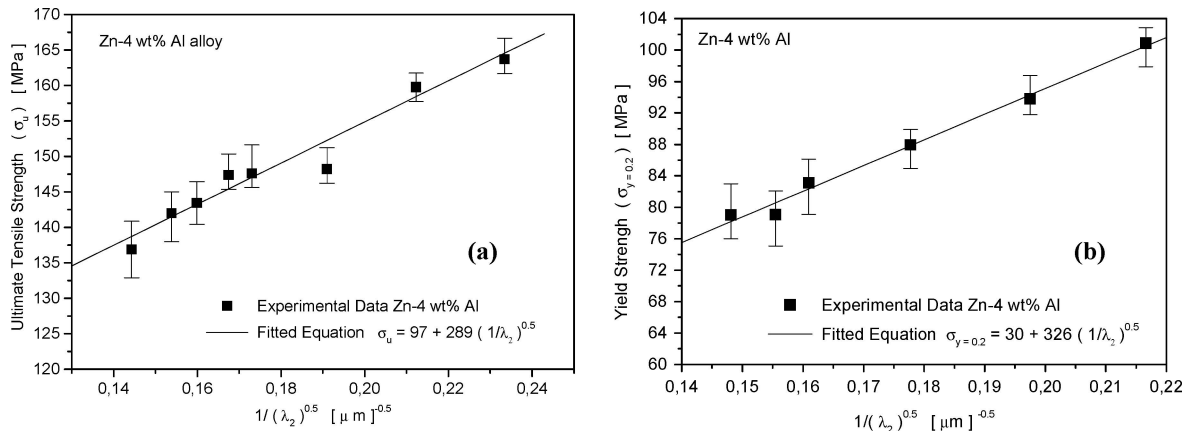 (a)
Zn-4 wt% Al alloy
Ultimate Tensile Strength ( σu ) [ MPa ]
165
160
155
150
145
140
135
130
125
120
(a)
Experimental Data Zn-4 wt% Al
Fitted Equation σu = 97 + 289 ( 1/λ2 )^0.5
0,14 0,16 0,18 0,20 0,22 0,24
1/ ( λ2 )^0.5 [ μ m ]^-0.5
(b)
Zn-4 wt% Al
Yield Strengh ( σy = 0.2 ) [ MPa ]
104
100
96
92
88
84
80
76
72
68
64
60
(b)
Experimental Data Zn-4 wt% Al
Fitted Equation σy = 0.2 = 30 + 326 ( 1/λ2 )^0.5
0,14 0,15 0,16 0,17 0,18 0,19 0,20 0,21 0,22
1/( λ2 )^0.5 [ μm ]^-0.5